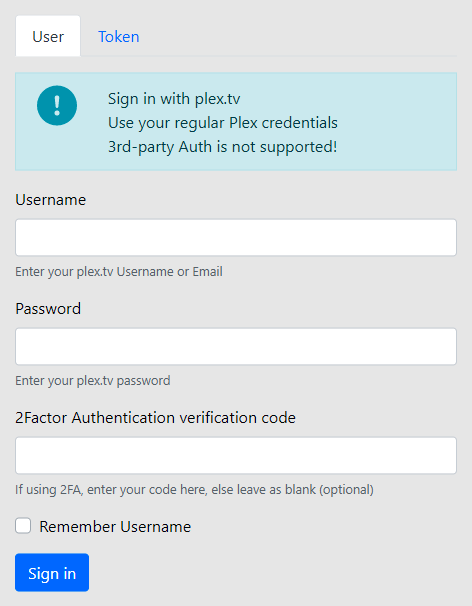 User
Token
!
Sign in with plex.tv
Use your regular Plex credentials
3rd-party Auth is not supported!
Username
Enter your plex.tv Username or Email
Password
Enter your plex.tv password
2Factor Authentication verification code
If using 2FA, enter your code here, else leave as blank (optional)
Remember Username
Sign in